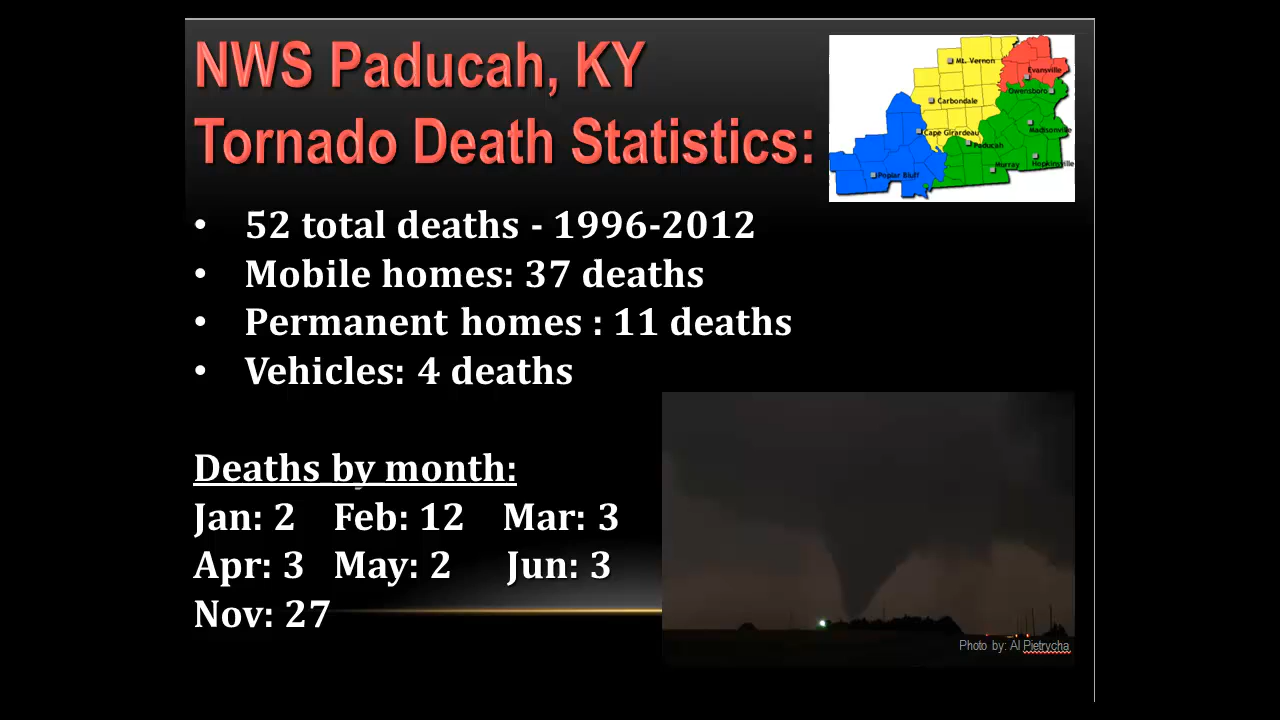 NWS Paducah, KY
Tornado Death Statistics:
Mt. Vernon
Evansville
Owensboro
Carbondale
Cape Girardeau
Madisonville
Paducah
Murray
Hopkinsville
Poplar Bluff
• 52 total deaths - 1996-2012
• Mobile homes: 37 deaths
• Permanent homes : 11 deaths
• Vehicles: 4 deaths
Deaths by month:
Jan: 2 Feb: 12 Mar: 3
Apr: 3 May: 2 Jun: 3
Nov: 27
Photo by: Al Pietrycha